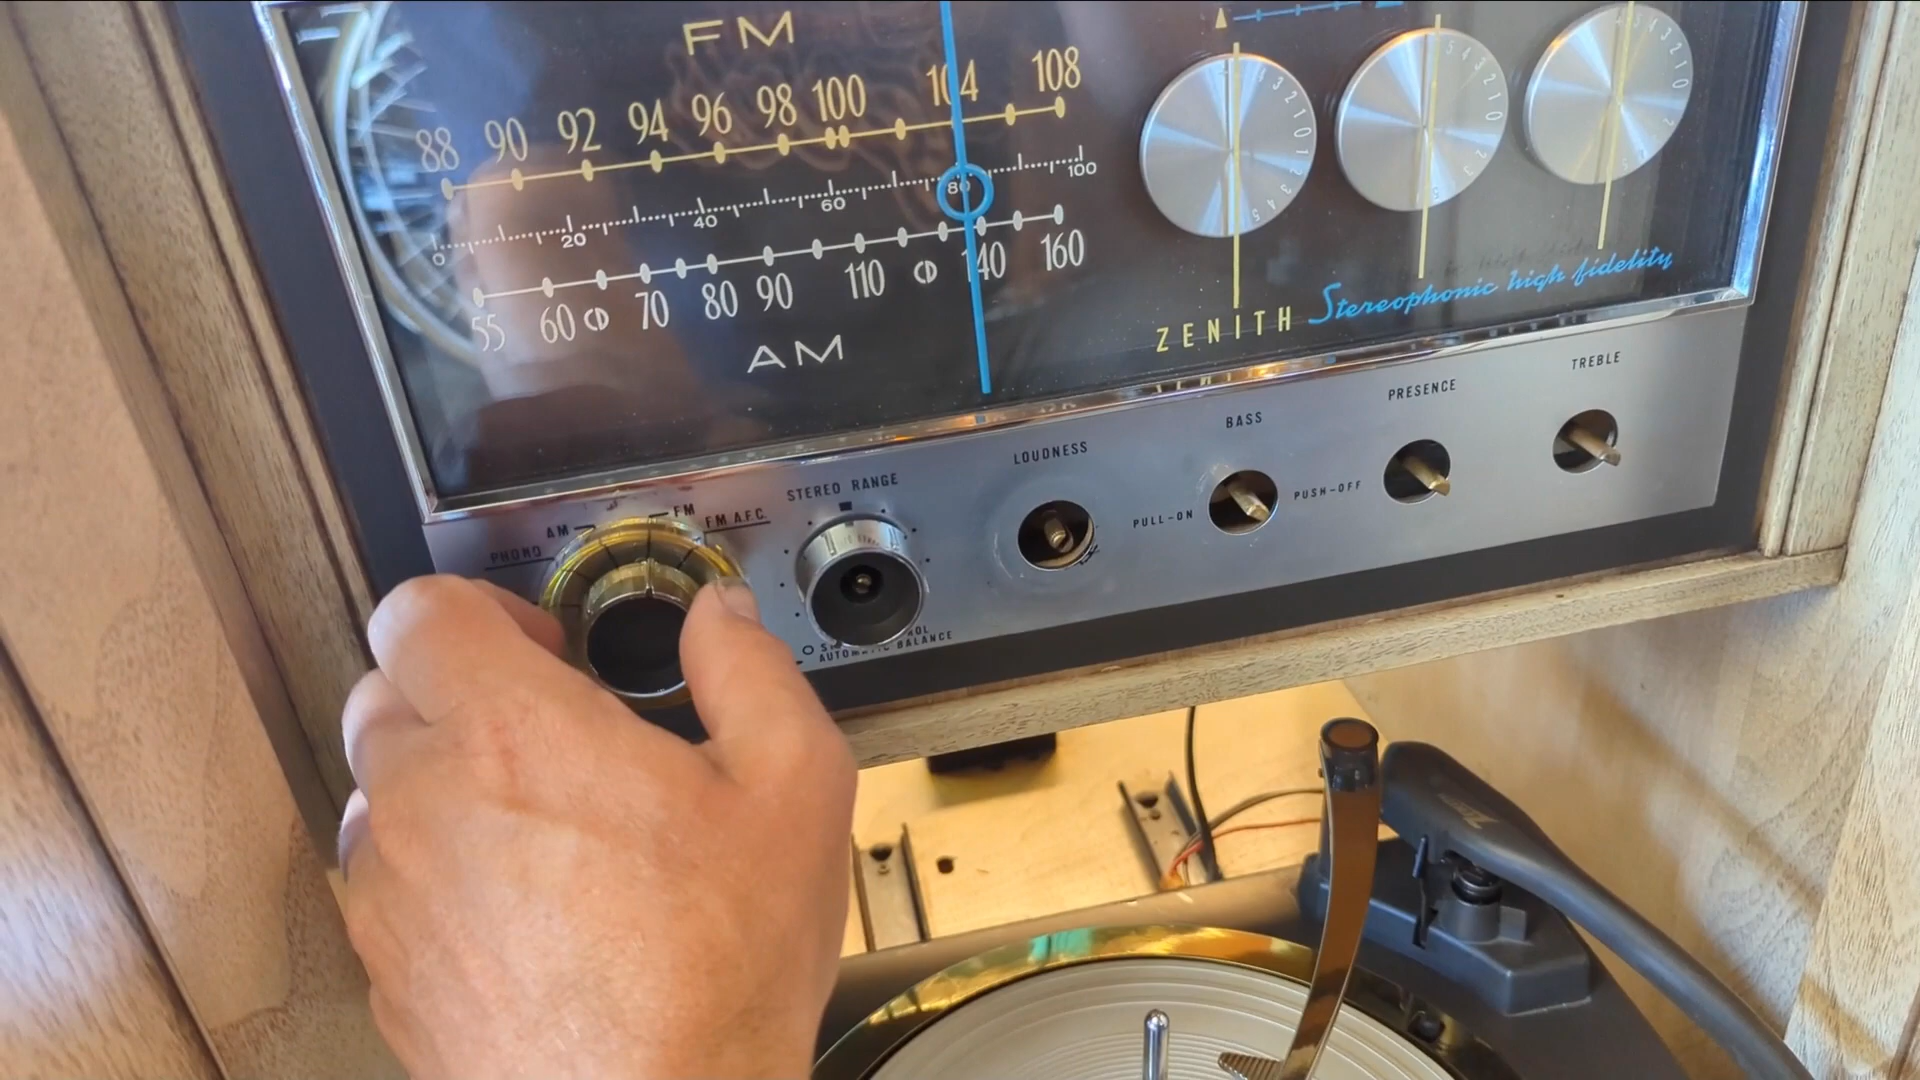 FM
88 90 92 94 96 98 100 104 108
0 20 40 60 80 100
55 60 CD 70 80 90 110 CD 140 160
AM
ZENITH Stereophonic high fidelity
TREBLE
PRESENCE
BASS
LOUDNESS
STEREO RANGE
PULL-ON PUSH-OFF
PHONO AM FM FM A.F.C.
AUTOMATIC BALANCE